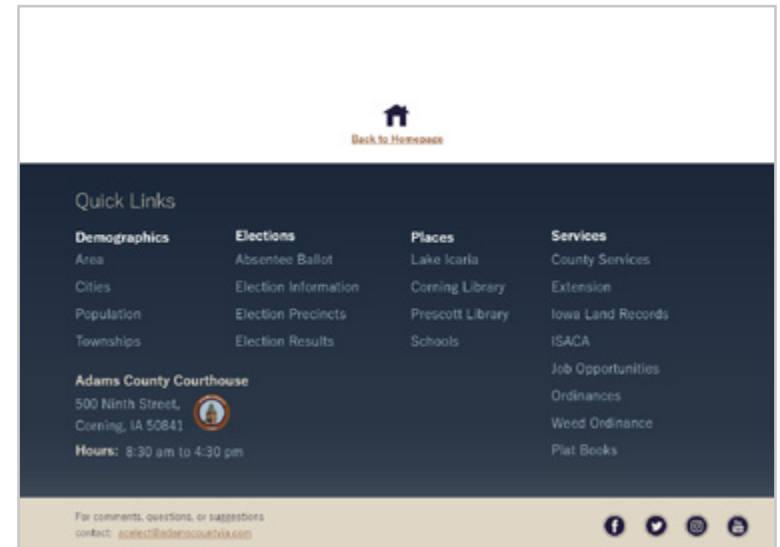 Back to Homepage
Quick Links
Demographics
Area
Cities
Population
Townships
Elections
Absentee Ballot
Election Information
Election Precincts
Election Results
Places
Lake Icaria
Corning Library
Prescott Library
Schools
Services
County Services
Extension
Iowa Land Records
ISACA
Job Opportunities
Ordinances
Weed Ordinance
Plat Books
Adams County Courthouse
500 Ninth Street,
Corning, IA 50841
Hours: 8:30 am to 4:30 pm
For comments, questions, or suggestions
contact: